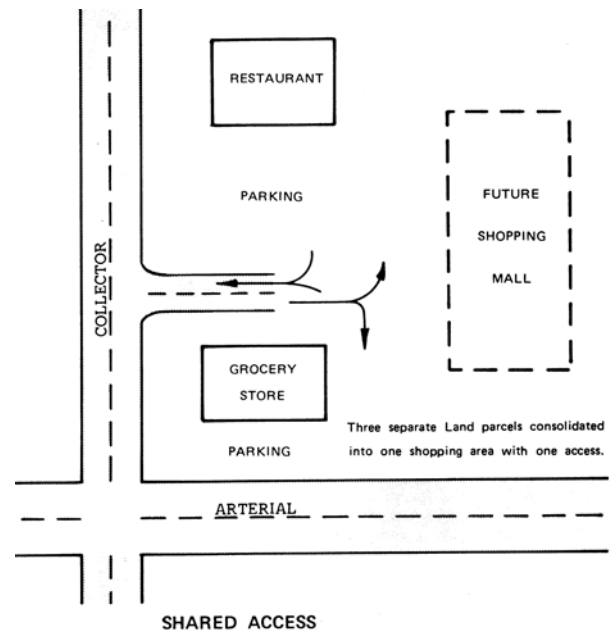 RESTAURANT
PARKING
FUTURE
SHOPPING
MALL
COLLECTOR
GROCERY
STORE
Three separate Land parcels consolidated
into one shopping area with one access.
PARKING
ARTERIAL
SHARED ACCESS